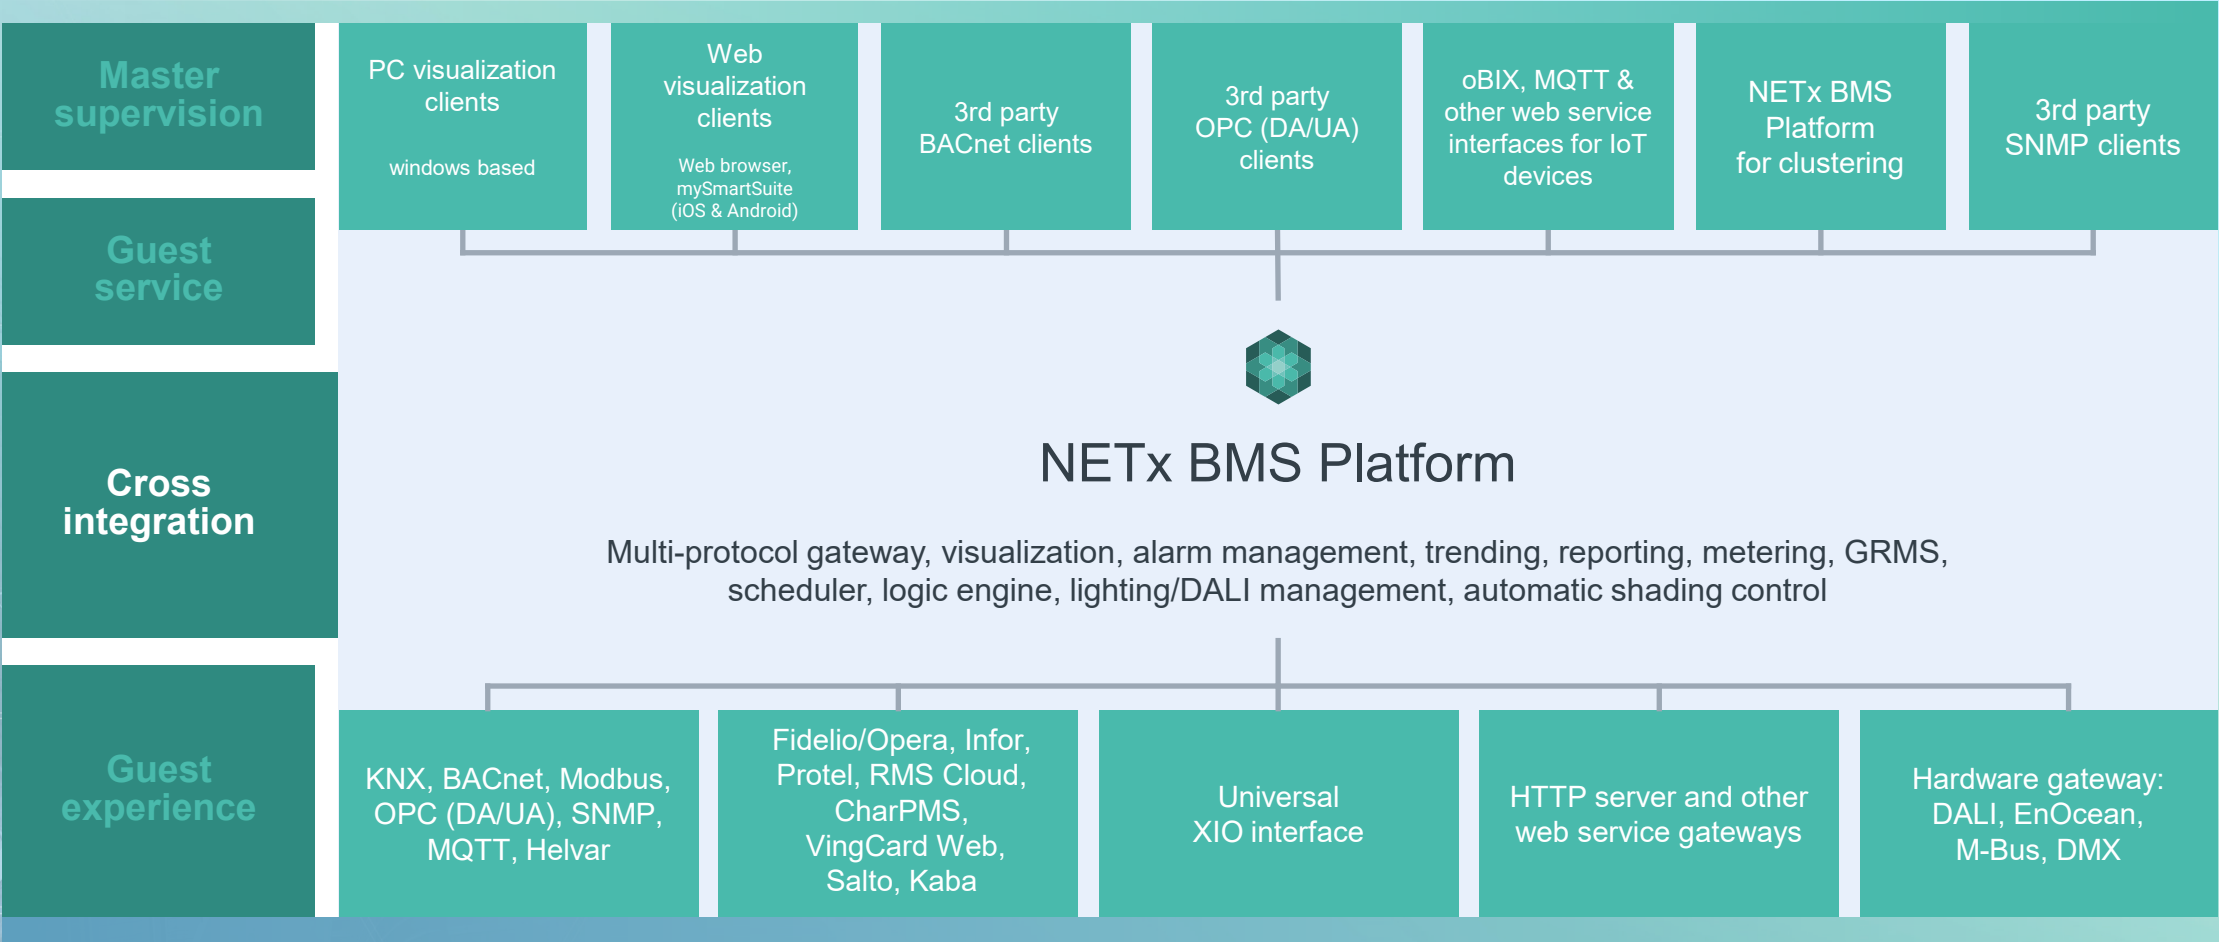 Master
supervision
Guest
service
Cross
integration
Guest
experience
PC visualization
clients
windows based
Web
visualization
clients
Web browser,
mySmartSuite
(iOS & Android)
3rd party
BACnet clients
3rd party
OPC (DA/UA)
clients
oBIX, MQTT &
other web service
interfaces for IoT
devices
NETx BMS
Platform
for clustering
3rd party
SNMP clients
NETx BMS Platform
Multi-protocol gateway, visualization, alarm management, trending, reporting, metering, GRMS,
scheduler, logic engine, lighting/DALI management, automatic shading control
KNX, BACnet, Modbus,
OPC (DA/UA), SNMP,
MQTT, Helvar
Fidelio/Opera, Infor,
Protel, RMS Cloud,
CharPMS,
VingCard Web,
Salto, Kaba
Universal
XIO interface
HTTP server and other
web service gateways
Hardware gateway:
DALI, EnOcean,
M-Bus, DMX